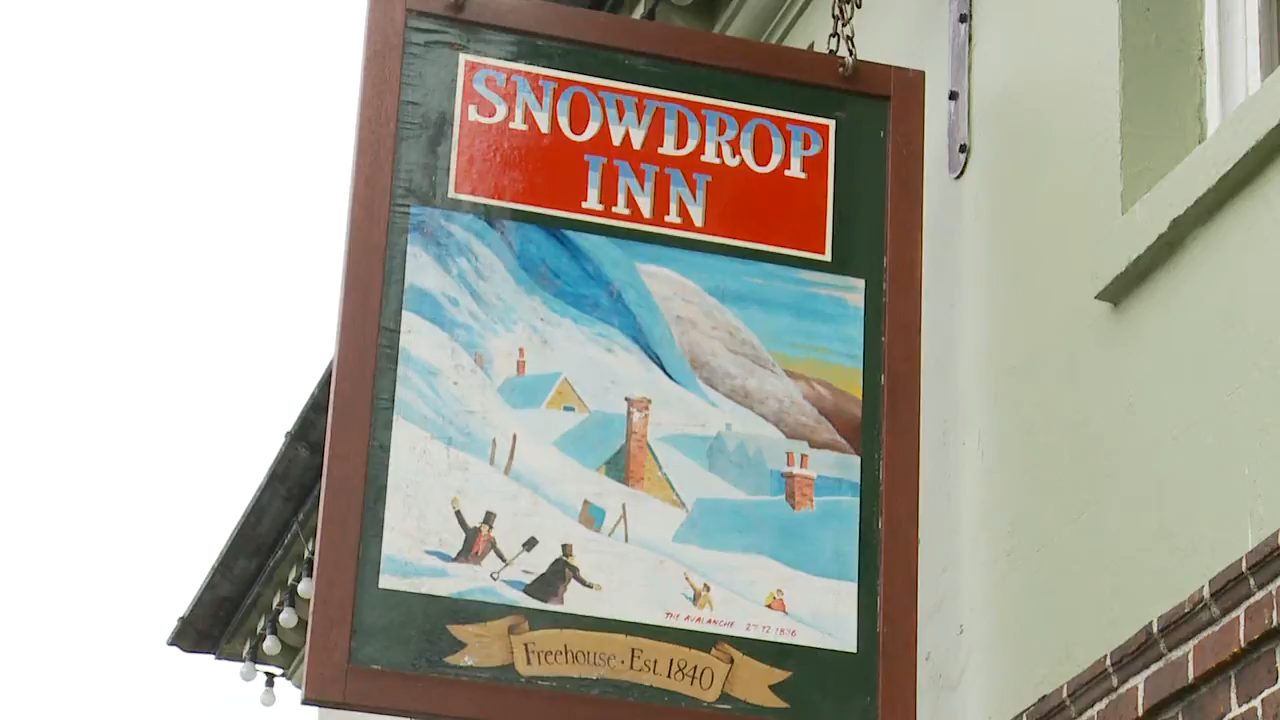 SNOWDROP
INN
THE AVALANCHE 27·12·1836
Freehouse · Est. 1840